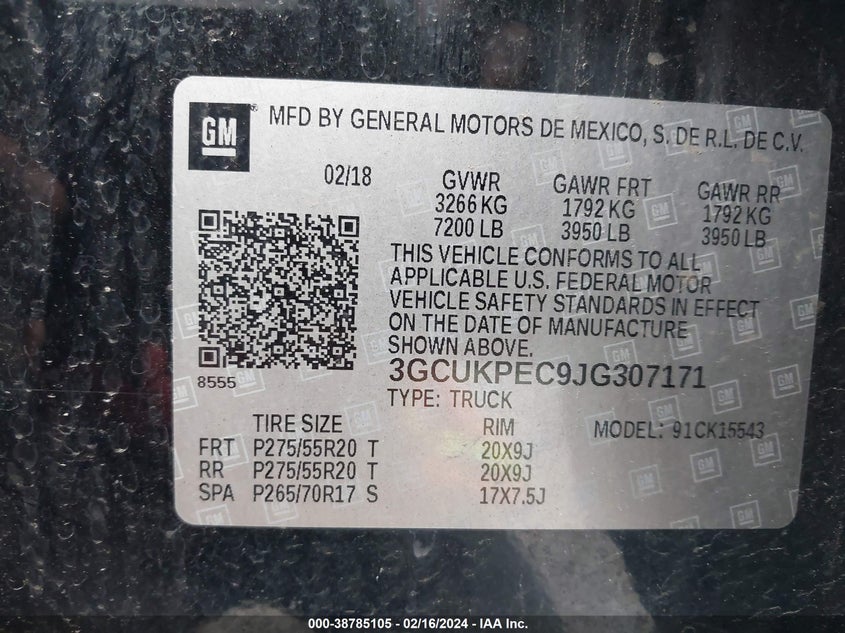 GM
MFD BY GENERAL MOTORS DE MEXICO, S. DE R.L. DE C.V.
02/18
GVWR GAWR FRT GAWR RR
3266 KG 1792 KG 1792 KG
7200 LB 3950 LB 3950 LB
THIS VEHICLE CONFORMS TO ALL
APPLICABLE U.S. FEDERAL MOTOR
VEHICLE SAFETY STANDARDS IN EFFECT
ON THE DATE OF MANUFACTURE
SHOWN ABOVE.
8555
3GCUKPEC9JG307171
TYPE: TRUCK
TIRE SIZE RIM MODEL: 91CK15543
FRT P275/55R20 T 20X9J
RR P275/55R20 T 20X9J
SPA P265/70R17 S 17X7.5J
000-38785105 - 02/16/2024 - IAA Inc.